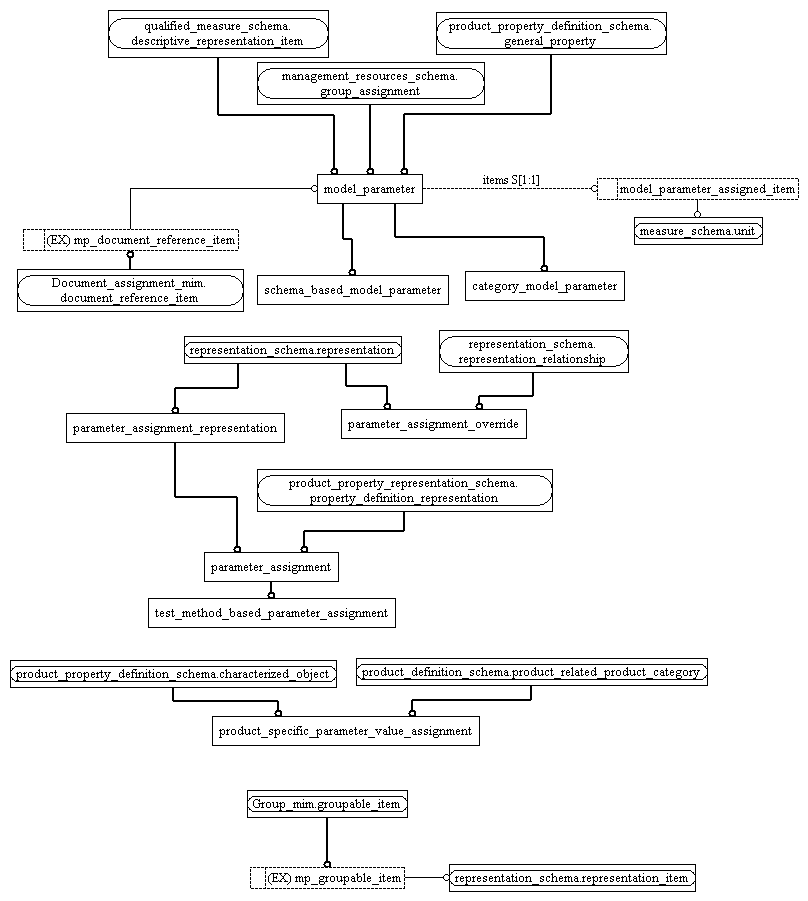 qualified_measure_schema.
descriptive_representation_item
product_property_definition_schema.
general_property
management_resources_schema.
group_assignment
model_parameter
items S[1:1]
model_parameter_assigned_item
(EX) mp_document_reference_item
measure_schema.unit
Document_assignment_mim.
document_reference_item
schema_based_model_parameter
category_model_parameter
representation_schema.representation
representation_schema.
representation_relationship
parameter_assignment_representation
parameter_assignment_override
product_property_representation_schema.
property_definition_representation
parameter_assignment
test_method_based_parameter_assignment
product_property_definition_schema.characterized_object
product_definition_schema.product_related_product_category
product_specific_parameter_value_assignment
Group_mim.groupable_item
(EX) mp_groupable_item
representation_schema.representation_item